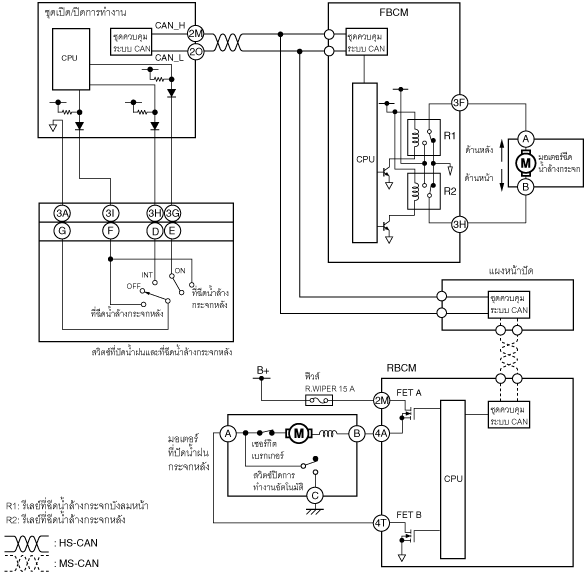 ชุดเปิด/ปิดการทำงาน
CAN_H
2M
ชุดควบคุม
ระบบ CAN
CAN_L
2O
CPU
FBCM
ชุดควบคุม
ระบบ CAN
CPU
R1
R2
3F
3H
A
ด้านหลัง
M
มอเตอร์ฉีด
น้ำล้างกระจก
ด้านหน้า
B
3A
3I
3H
3G
G
F
D
E
INT
ON
OFF
ที่ฉีดน้ำล้าง
กระจกหน้า
ที่ฉีดน้ำล้างกระจกหลัง
สวิตช์ที่ปัดน้ำฝนและที่ฉีดน้ำล้างกระจกหลัง
แผงหน้าปัด
ชุดควบคุม
ระบบ CAN
B+
ฟิวส์
R.WIPER 15 A
RBCM
2M
FET A
ชุดควบคุม
ระบบ CAN
มอเตอร์
ที่ปัดน้ำฝน
กระจกหลัง
A
M
B
4A
เซอร์กิต
เบรกเกอร์
สวิตช์ปิดการ
ทำงานอัตโนมัติ
C
CPU
4T
FET B
R1: รีเลย์ที่ฉีดน้ำล้างกระจกบังลมหน้า
R2: รีเลย์ที่ฉีดน้ำล้างกระจกหลัง
: HS-CAN
: MS-CAN